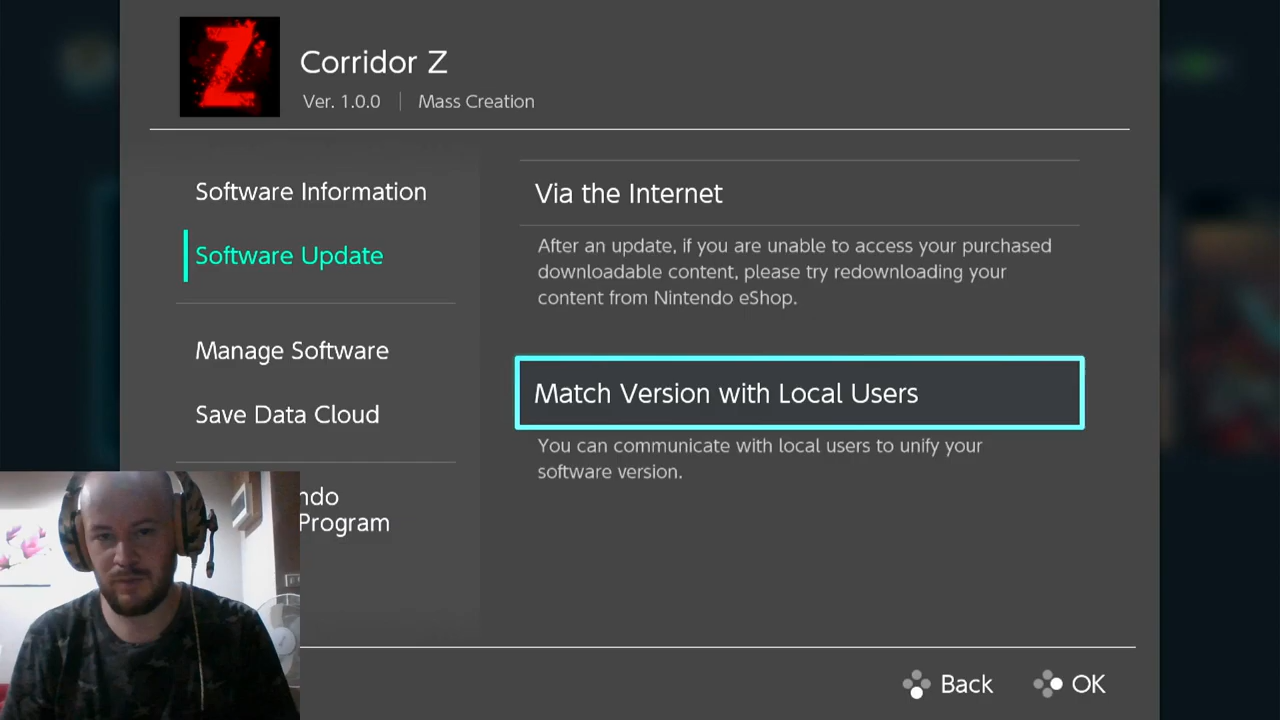 Z
Corridor Z
Ver. 1.0.0 | Mass Creation
Software Information
Software Update
Manage Software
Save Data Cloud
ndo
Program
Via the Internet
After an update, if you are unable to access your purchased
downloadable content, please try redownloading your
content from Nintendo eShop.
Match Version with Local Users
You can communicate with local users to unify your
software version.
Back
OK